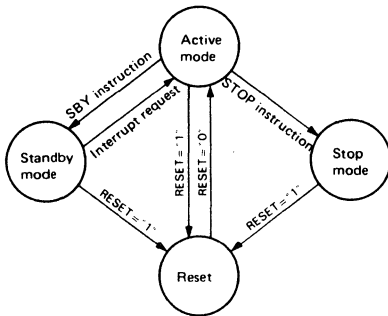 Active
mode
SBY instruction
Interrupt request
STOP instruction
Standby
mode
RESET="1"
RESET="0"
Stop
mode
RESET="1"
RESET="1"
Reset